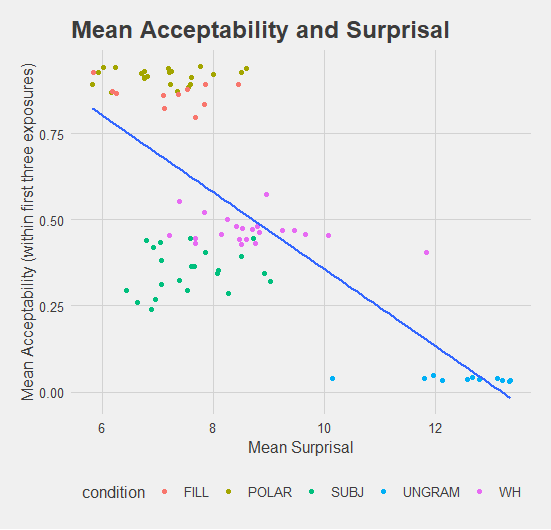 Mean Acceptability and Surprisal
Mean Acceptability (within first three exposures)
0.75
0.50
0.25
0.00
6 8 10 12
Mean Surprisal
condition FILL POLAR SUBJ UNGRAM WH